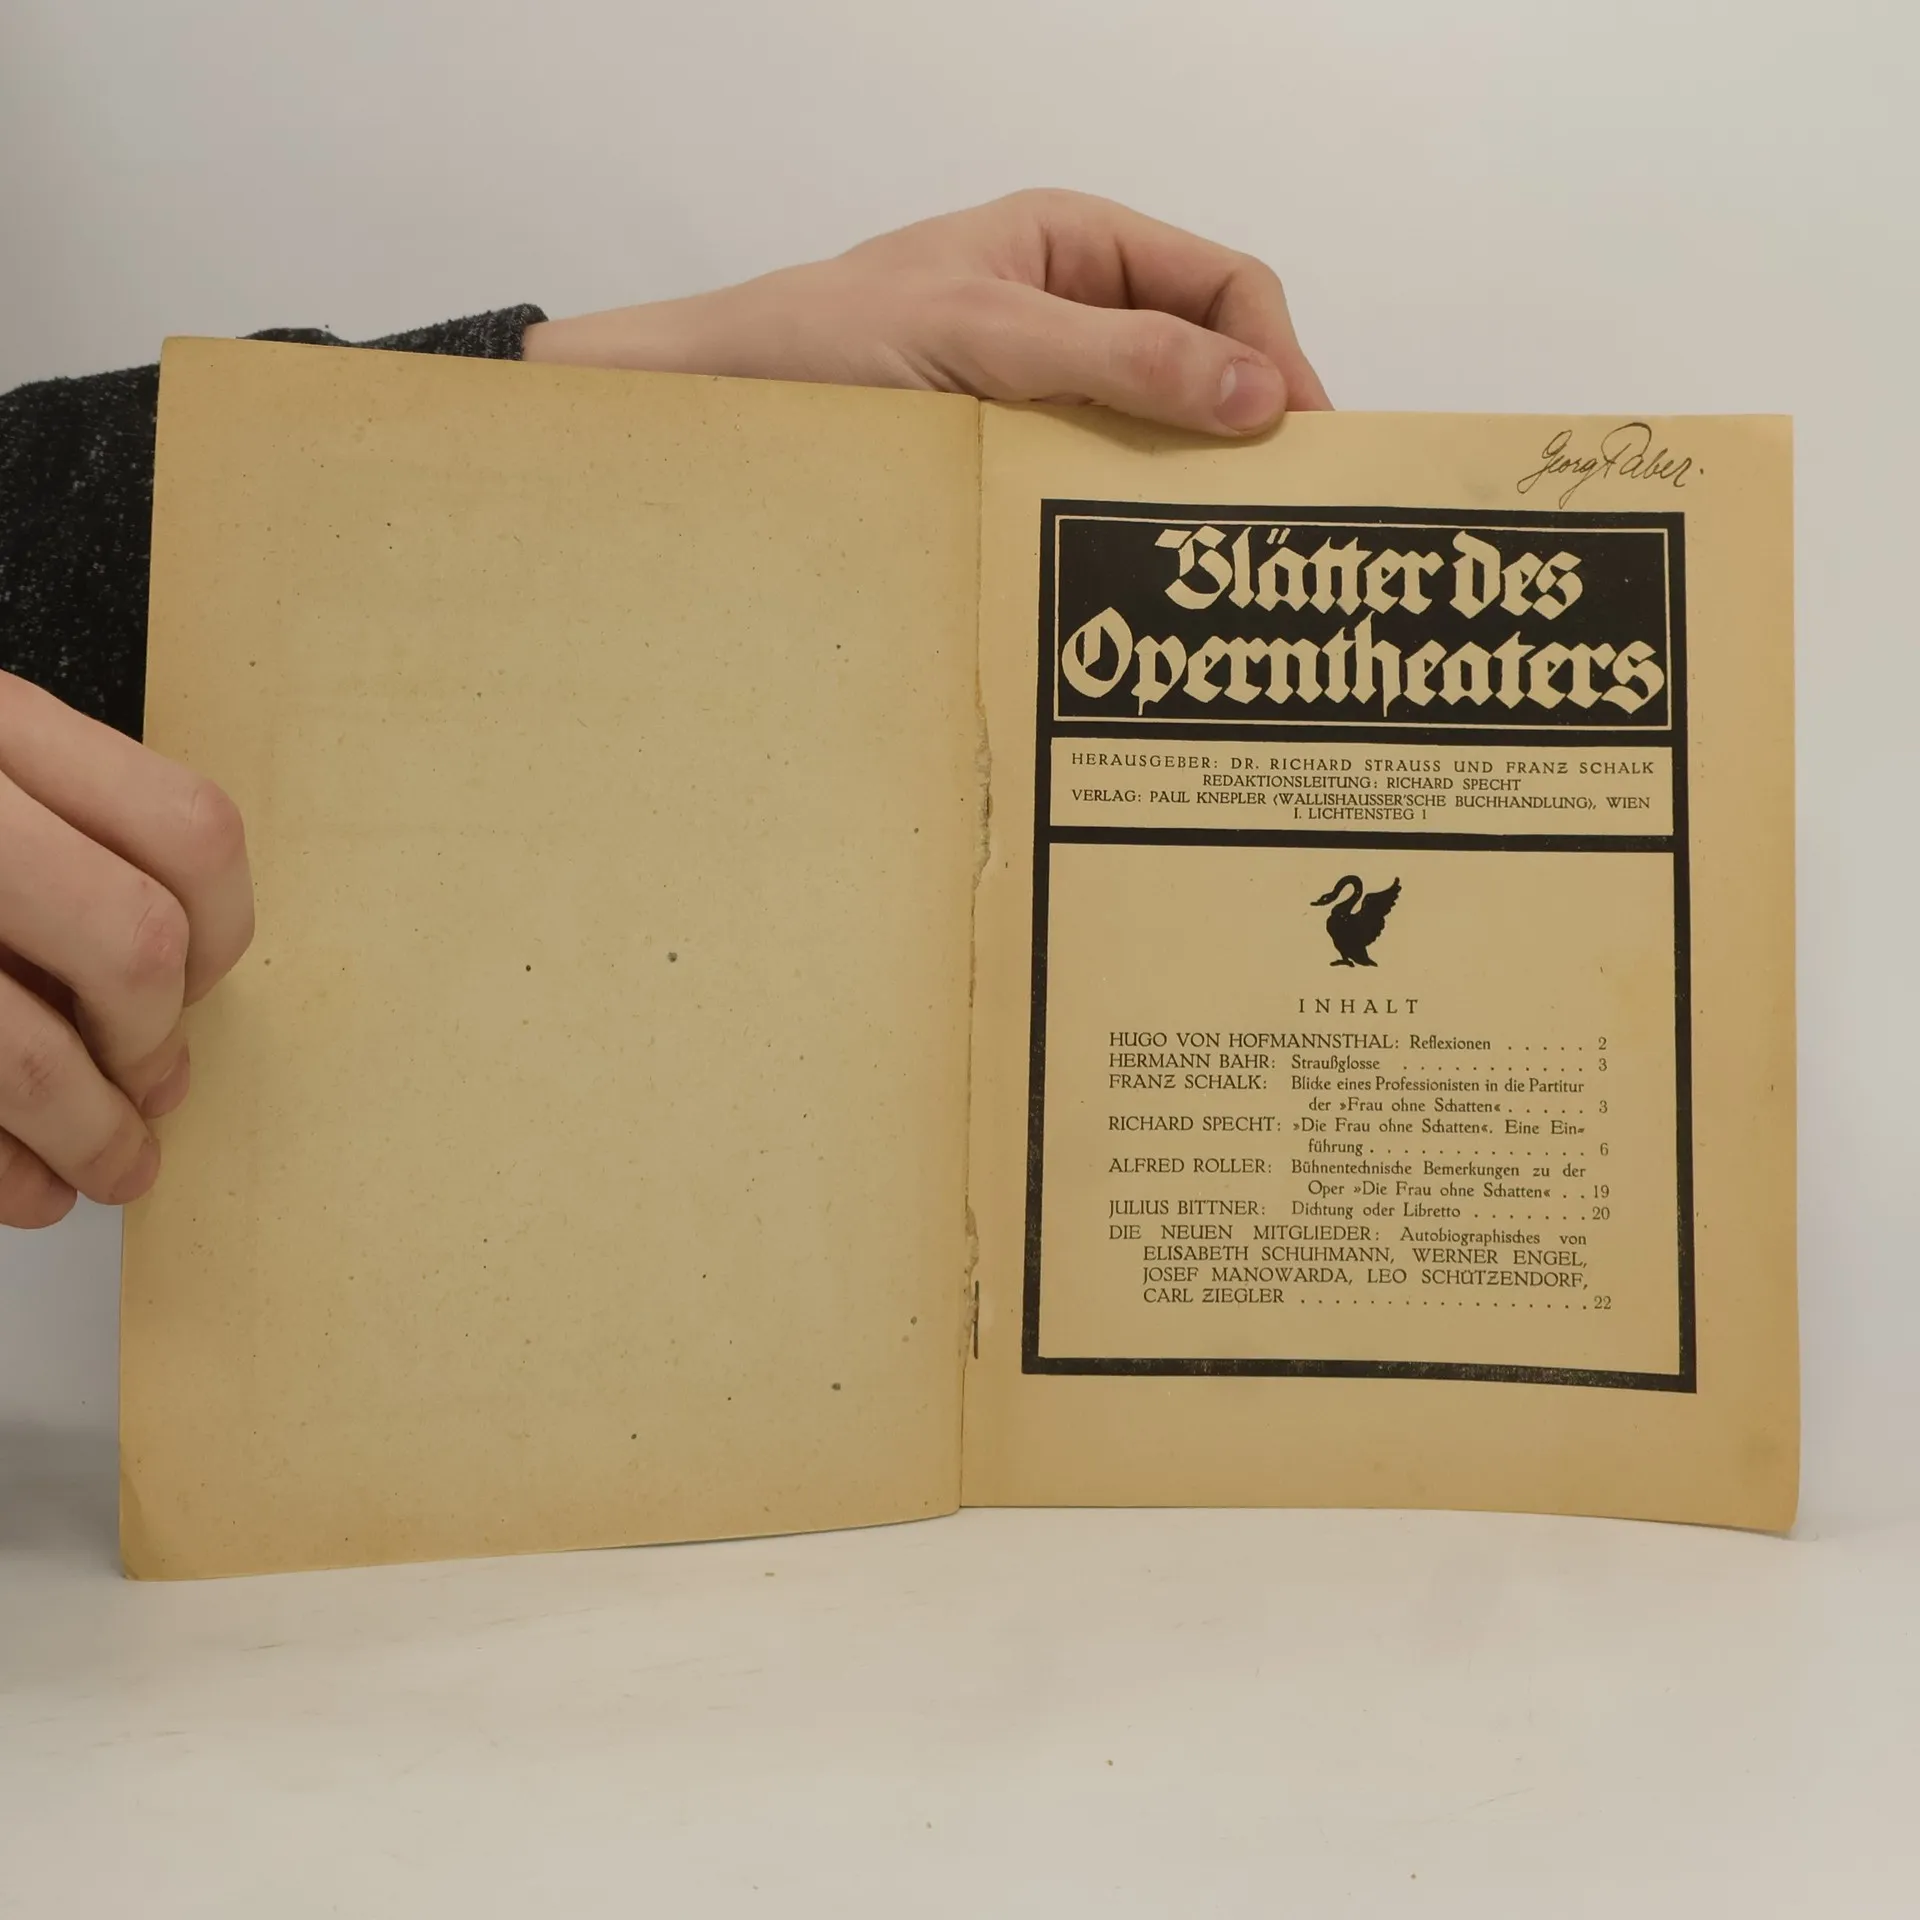 Georg Faber.
Blätter des
Operntheaters
HERAUSGEBER: DR. RICHARD STRAUSS UND FRANZ SCHALK
REDAKTIONSLEITUNG: RICHARD SPECHT
VERLAG: PAUL KNEPLER (WALLISHAUSSER'SCHE BUCHHANDLUNG), WIEN
I. LICHTENSTEG 1
INHALT
HUGO VON HOFMANNSTHAL: Reflexionen . . . . . 2
HERMANN BAHR: Straußglosse . . . . . . . . . . . 3
FRANZ SCHALK: Blicke eines Professionisten in die Partitur
der »Frau ohne Schatten« . . . . . 3
RICHARD SPECHT: »Die Frau ohne Schatten«. Eine Ein-
führung . . . . . . . . . . . . . 6
ALFRED ROLLER: Bühnentechnische Bemerkungen zu der
Oper »Die Frau ohne Schatten« . . 19
JULIUS BITTNER: Dichtung oder Libretto . . . . . . . 20
DIE NEUEN MITGLIEDER: Autobiographisches von
ELISABETH SCHUHMANN, WERNER ENGEL,
JOSEF MANOWARDA, LEO SCHÜTZENDORF,
CARL ZIEGLER . . . . . . . . . . . . . . . . . 22